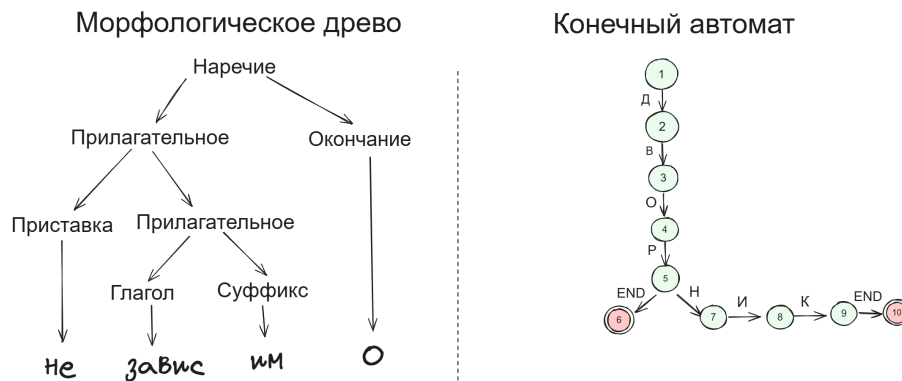 Морфологическое древо
Наречие
Прилагательное
Окончание
Приставка
Прилагательное
Глагол
Суффикс
не
завис
им
о
Конечный автомат
1
Д
2
В
3
О
4
Р
5
END
Н
И
К
END
6
7
8
9
10